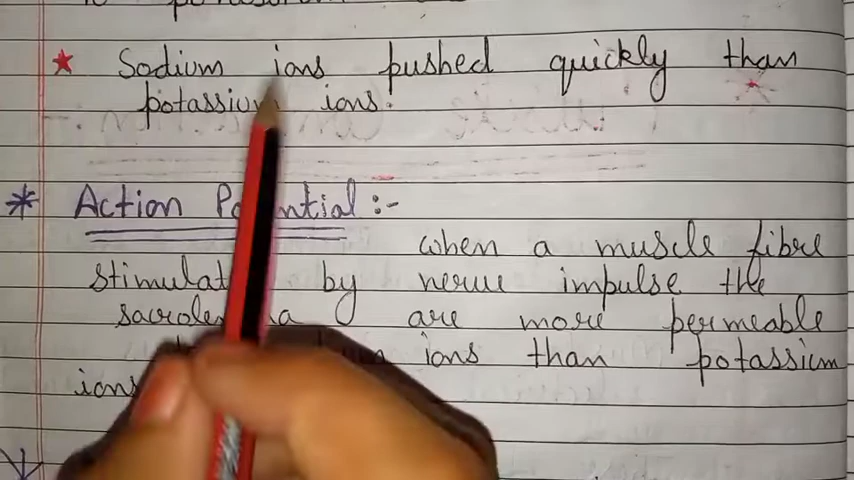 * Sodium ions pushed quickly than
potassium ions.
* Action Potential :-
when a muscle fibre
stimulat by nerve impulse the
are more permeable
ions than potassium
ions